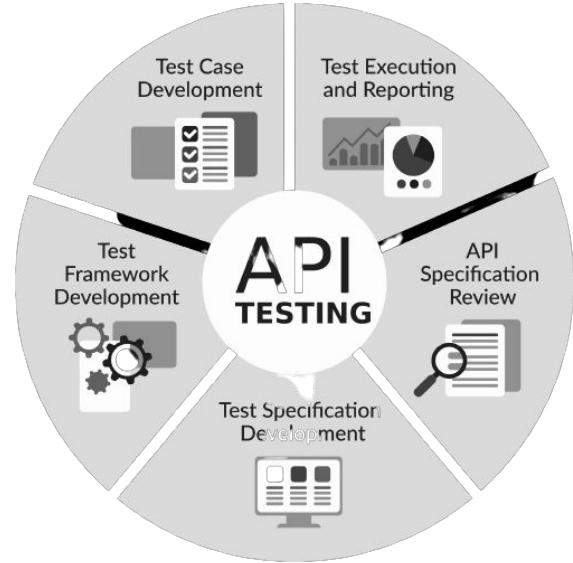 Test Case
Development
Test Execution
and Reporting
Test
Framework
Development
API
TESTING
API
Specification
Review
Test Specification
Development